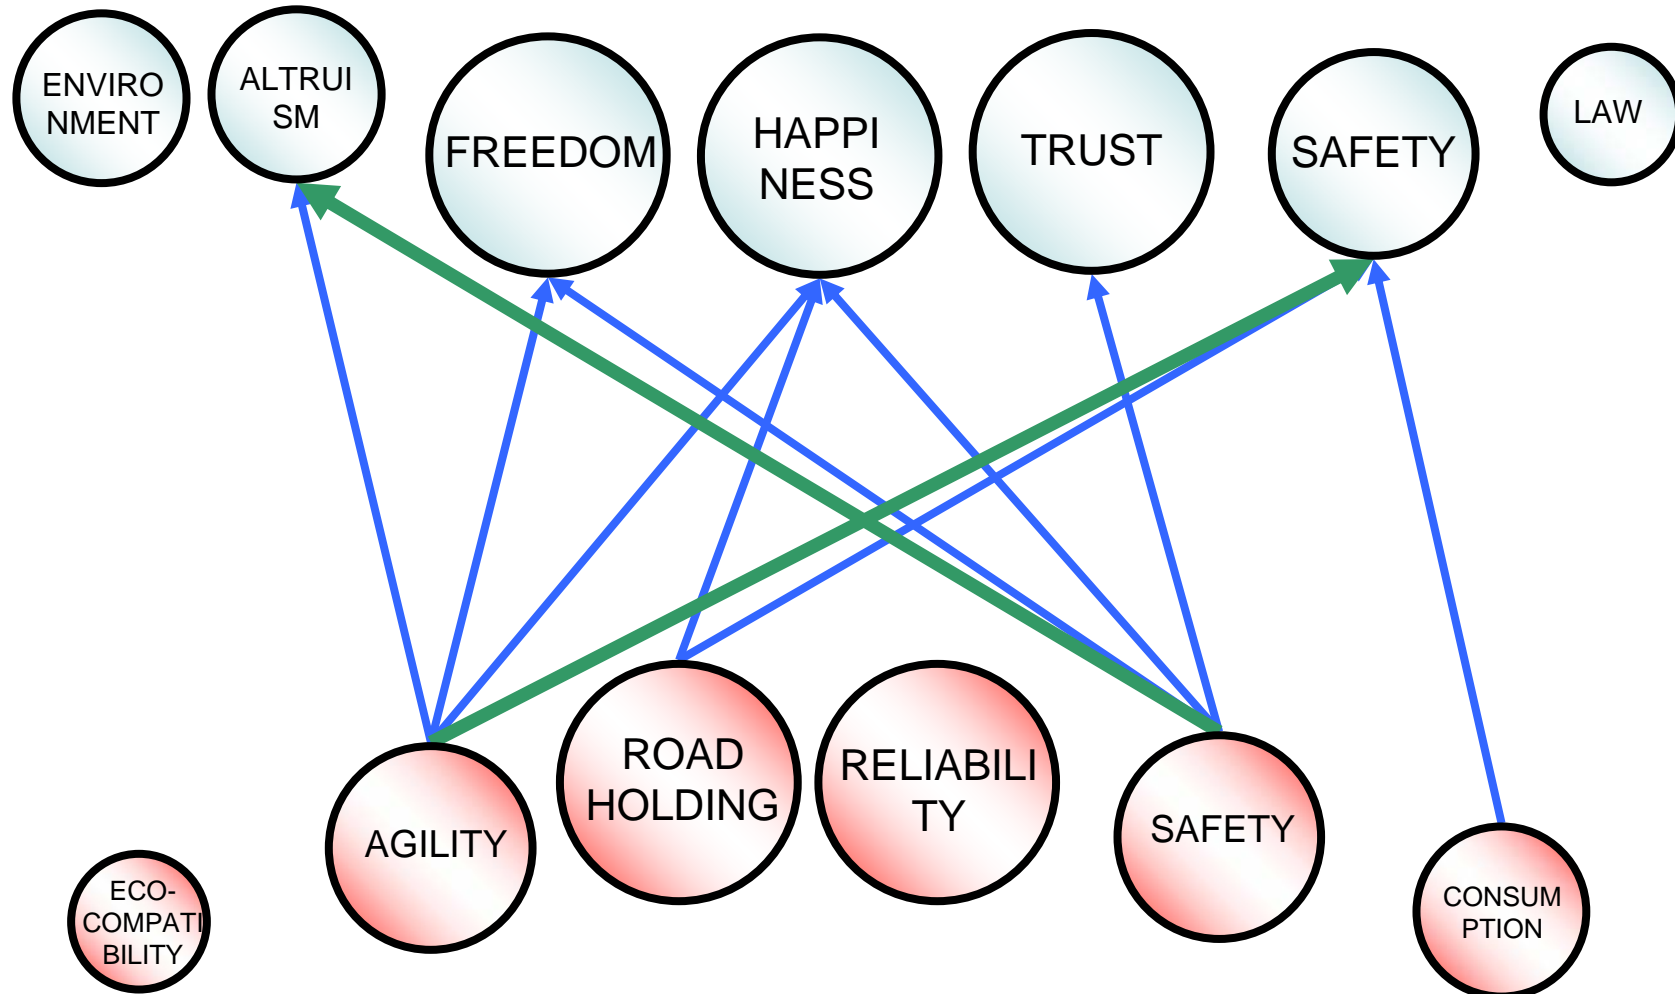 ENVIRO
NMENT
ALTRUI
SM
FREEDOM
HAPPI
NESS
TRUST
SAFETY
LAW
ECO-
COMPATI
BILITY
AGILITY
ROAD
HOLDING
RELIABILI
TY
SAFETY
CONSUM
PTION